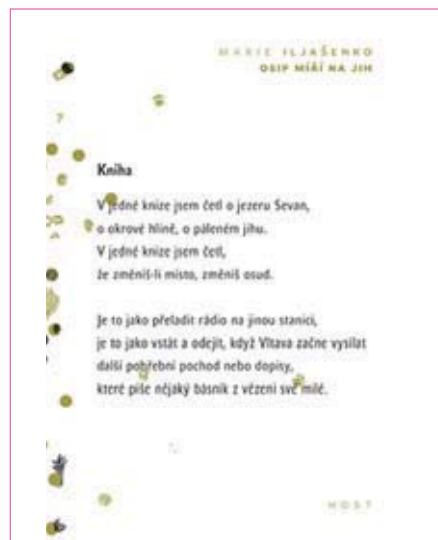 MARIE ILJAŠENKO
OSIP MÍŘÍ NA JIH
Kniha
V jedné knize jsem četl o jezeru Sevan,
o okrové hlíně, o páleném jihu.
V jedné knize jsem četl,
že změníš-li místo, změníš osud.
Je to jako přeladit rádio na jinou stanici,
je to jako vstát a odejít, když Vltava začne vysílat
další pohřební pochod nebo dopisy,
které píše nějaký básník z vězení své milé.
HOST